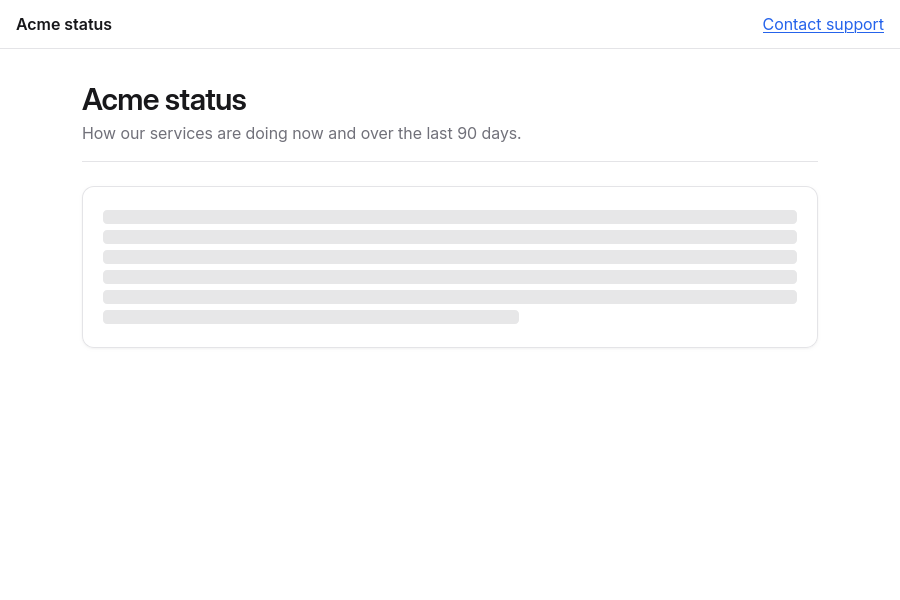 Acme status
Contact support
Acme status
How our services are doing now and over the last 90 days.